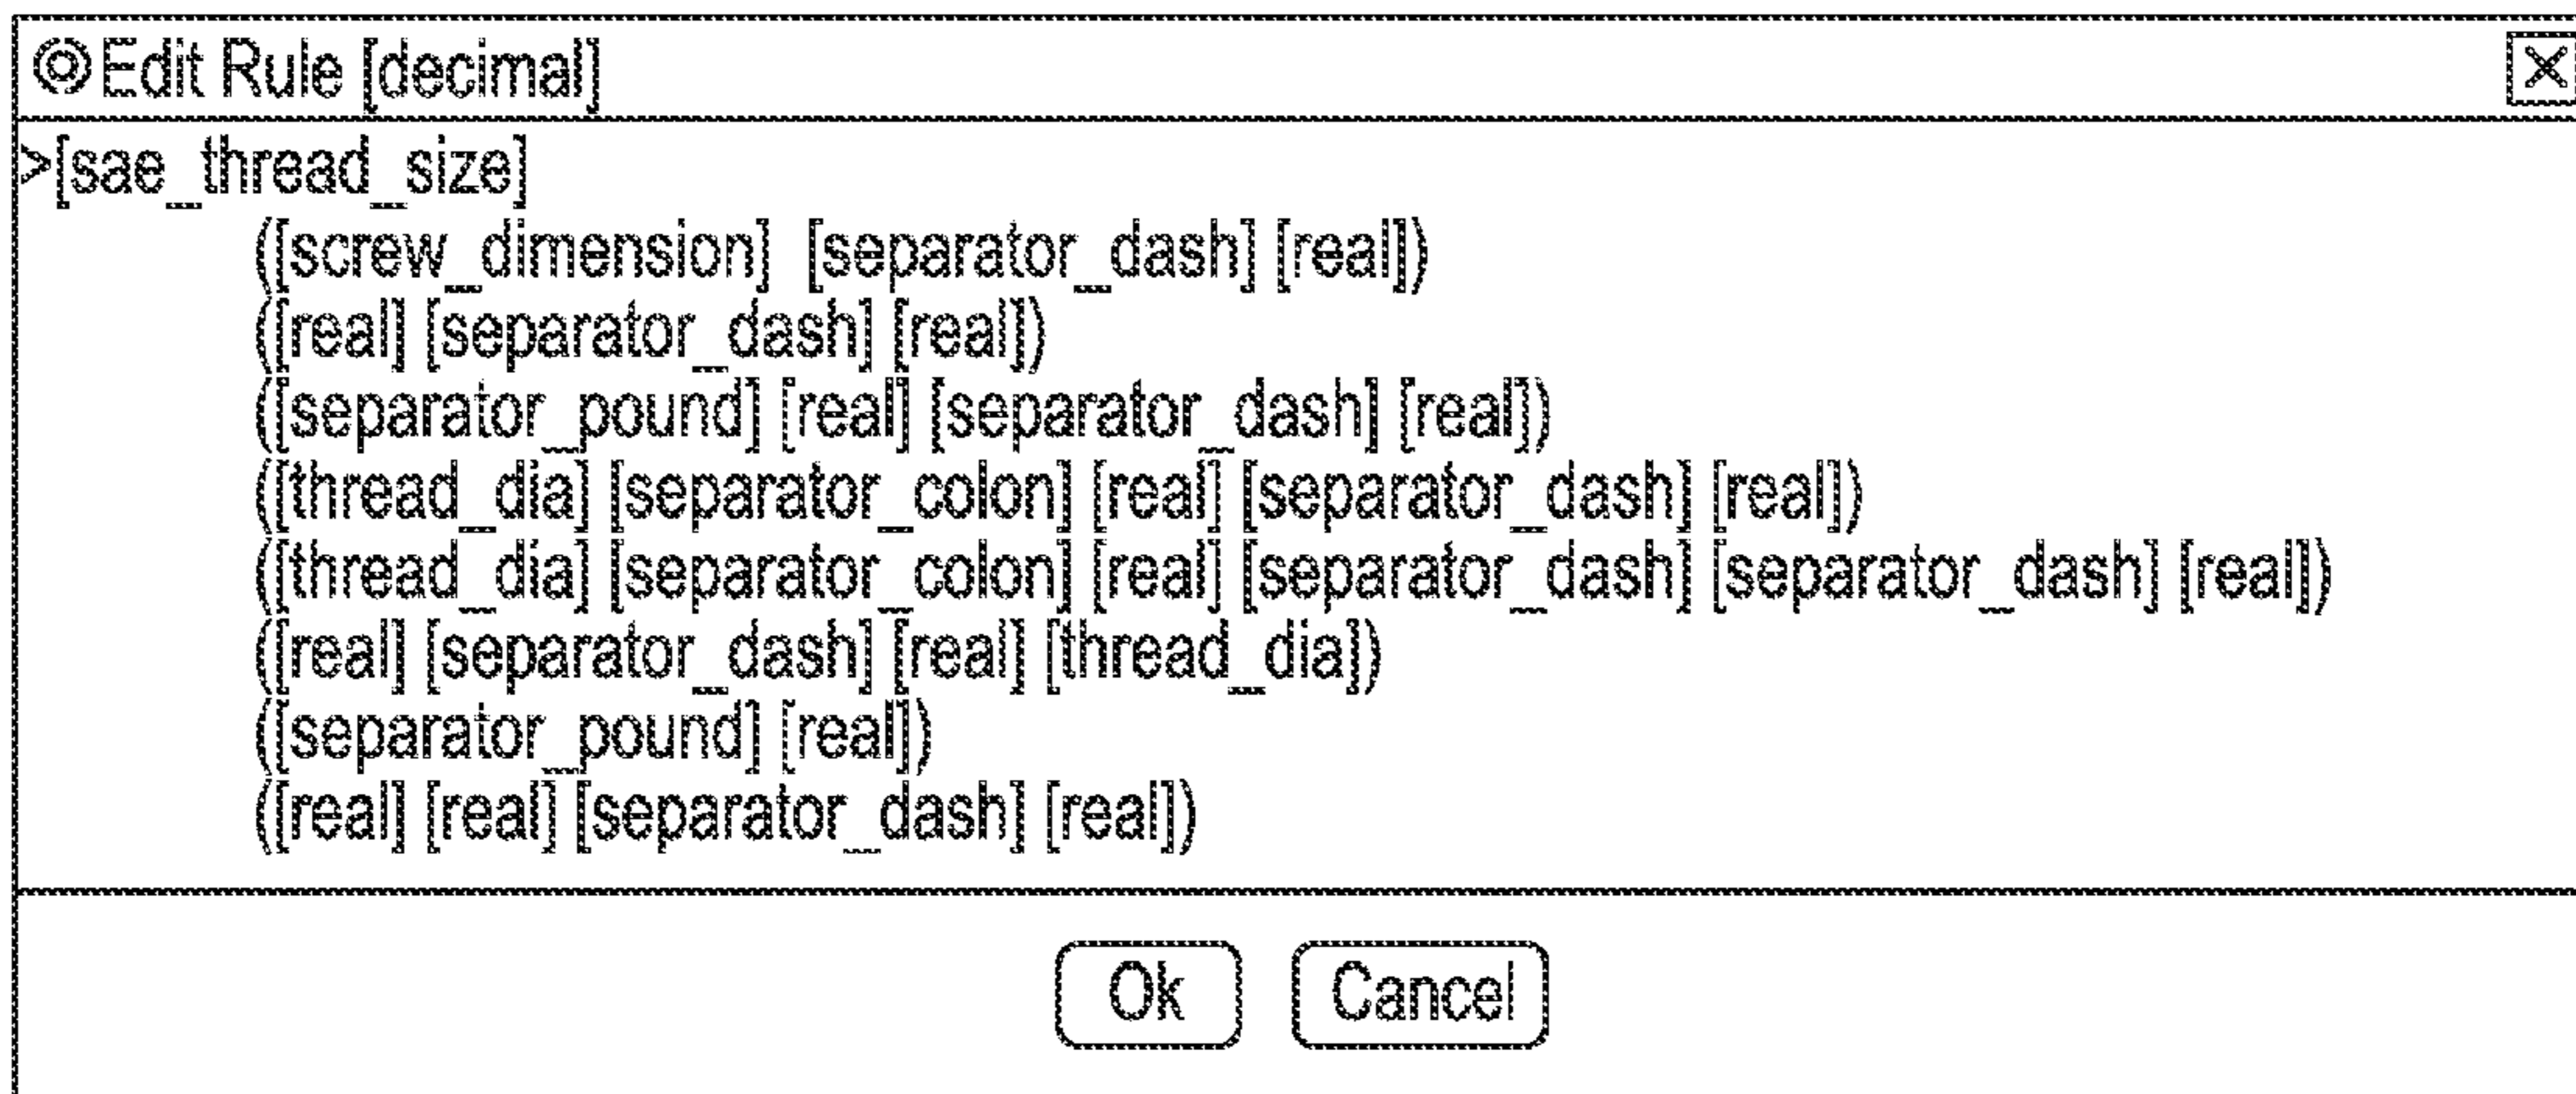 ◎Edit Rule [decimal]
>[sae_thread_size]
([screw_dimension] [separator_dash] [real])
([real] [separator_dash] [real])
([separator_pound] [real] [separator_dash] [real])
([thread_dia] [separator_colon] [real] [separator_dash] [real])
([thread_dia] [separator_colon] [real] [separator_dash] [separator_dash] [real])
([real] [separator_dash] [real] [thread_dia])
([separator_pound] [real])
([real] [real] [separator_dash] [real])
Ok Cancel